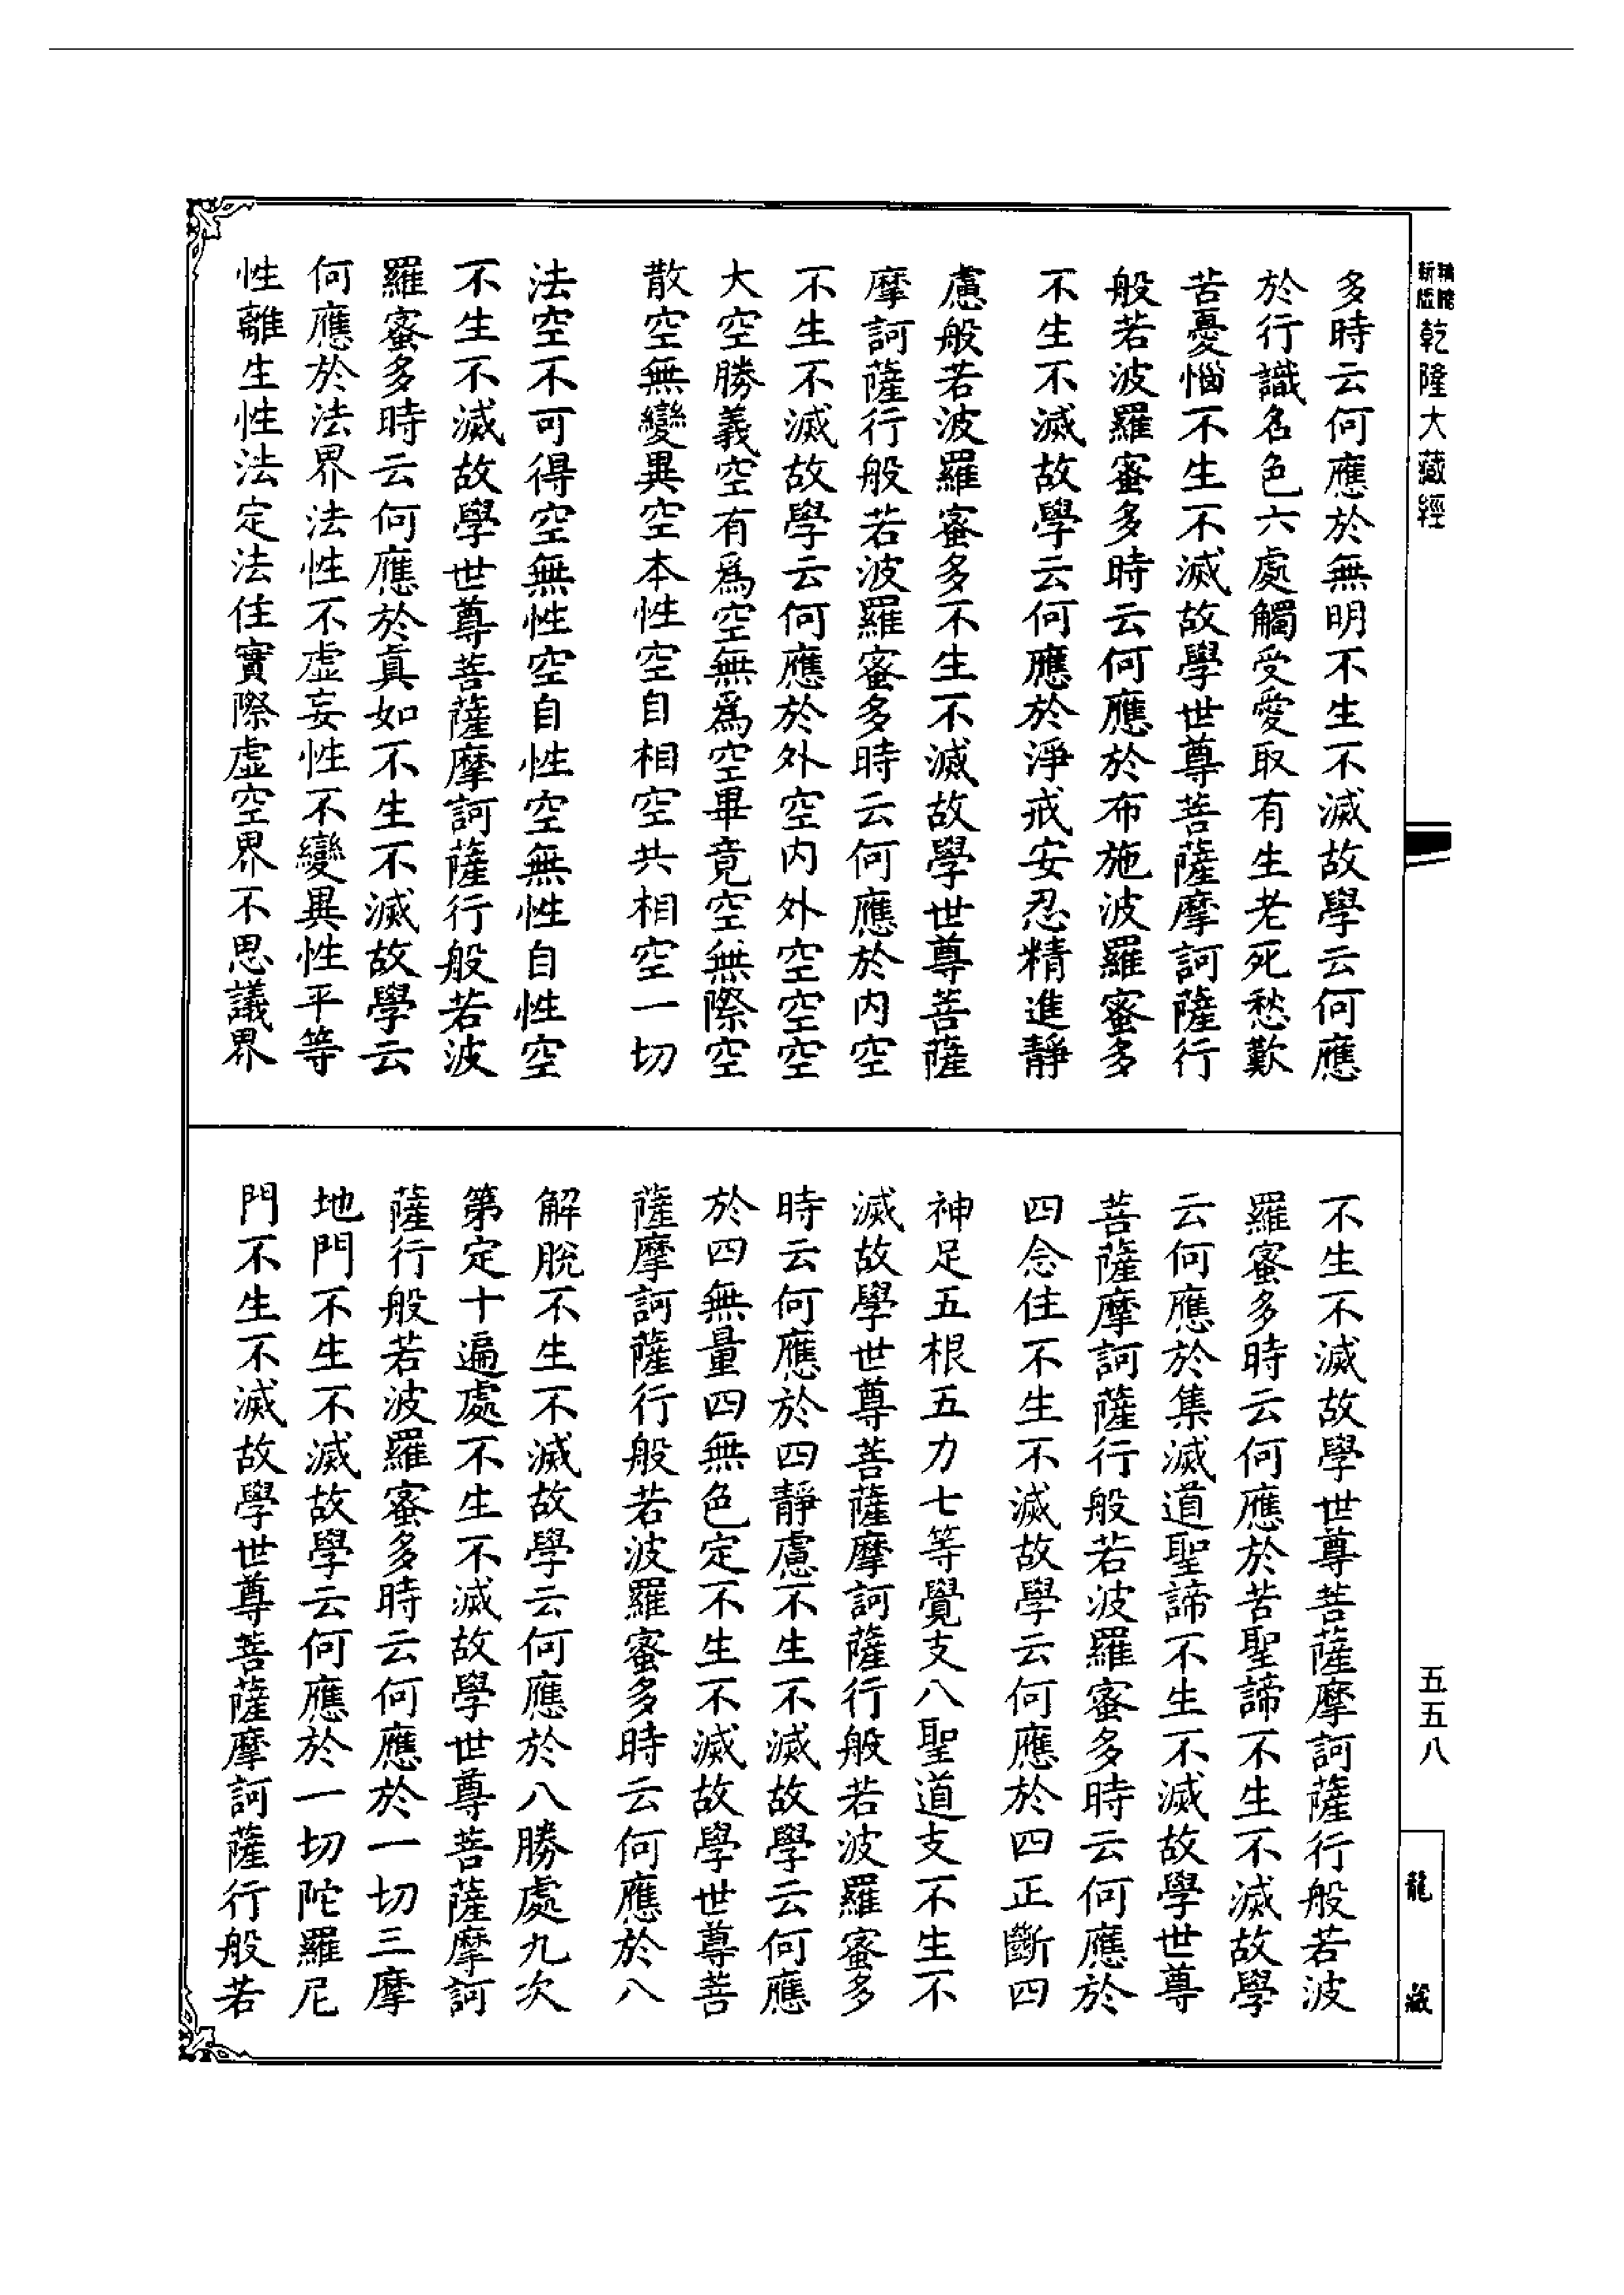 乾隆大藏經
多時云何應於無明不生不滅故學云何應
於行識名色六處觸受愛取有生老死愁歎
苦憂惱不生不滅故學世尊菩薩摩訶薩行
般若波羅蜜多時云何應於布施波羅蜜多
不生不滅故學云何應於淨戒安忍精進靜
慮般若波羅蜜多不生不滅故學世尊菩薩
摩訶薩行般若波羅蜜多時云何應於内空
不生不滅故學云何應於外空内外空空空
大空勝義空有爲空無爲空畢竟空無際空
散空無變異空本性空自相空共相空一切
法空不可得空無性空自性空無性自性空
不生不滅故學世尊菩薩摩訶薩行般若波
羅蜜多時云何應於真如不生不滅故學云
何應於法界法性不虛妄性不變異性平等
性離生性法定法住實際虛空界不思議界
不生不滅故學世尊菩薩摩訶薩行般若波
羅蜜多時云何應於苦聖諦不生不滅故學
云何應於集滅道聖諦不生不滅故學世尊
菩薩摩訶薩行般若波羅蜜多時云何應於
四念住不生不滅故學云何應於四正斷四
神足五根五力七等覺支八聖道支不生不
滅故學世尊菩薩摩訶薩行般若波羅蜜多
時云何應於四靜慮不生不滅故學云何應
於四無量四無色定不生不滅故學世尊菩
薩摩訶薩行般若波羅蜜多時云何應於八
解脫不生不滅故學云何應於八勝處九次
第定十遍處不生不滅故學世尊菩薩摩訶
薩行般若波羅蜜多時云何應於一切三摩
地門不生不滅故學云何應於一切陀羅尼
門不生不滅故學世尊菩薩摩訶薩行般若
五五八
龍藏